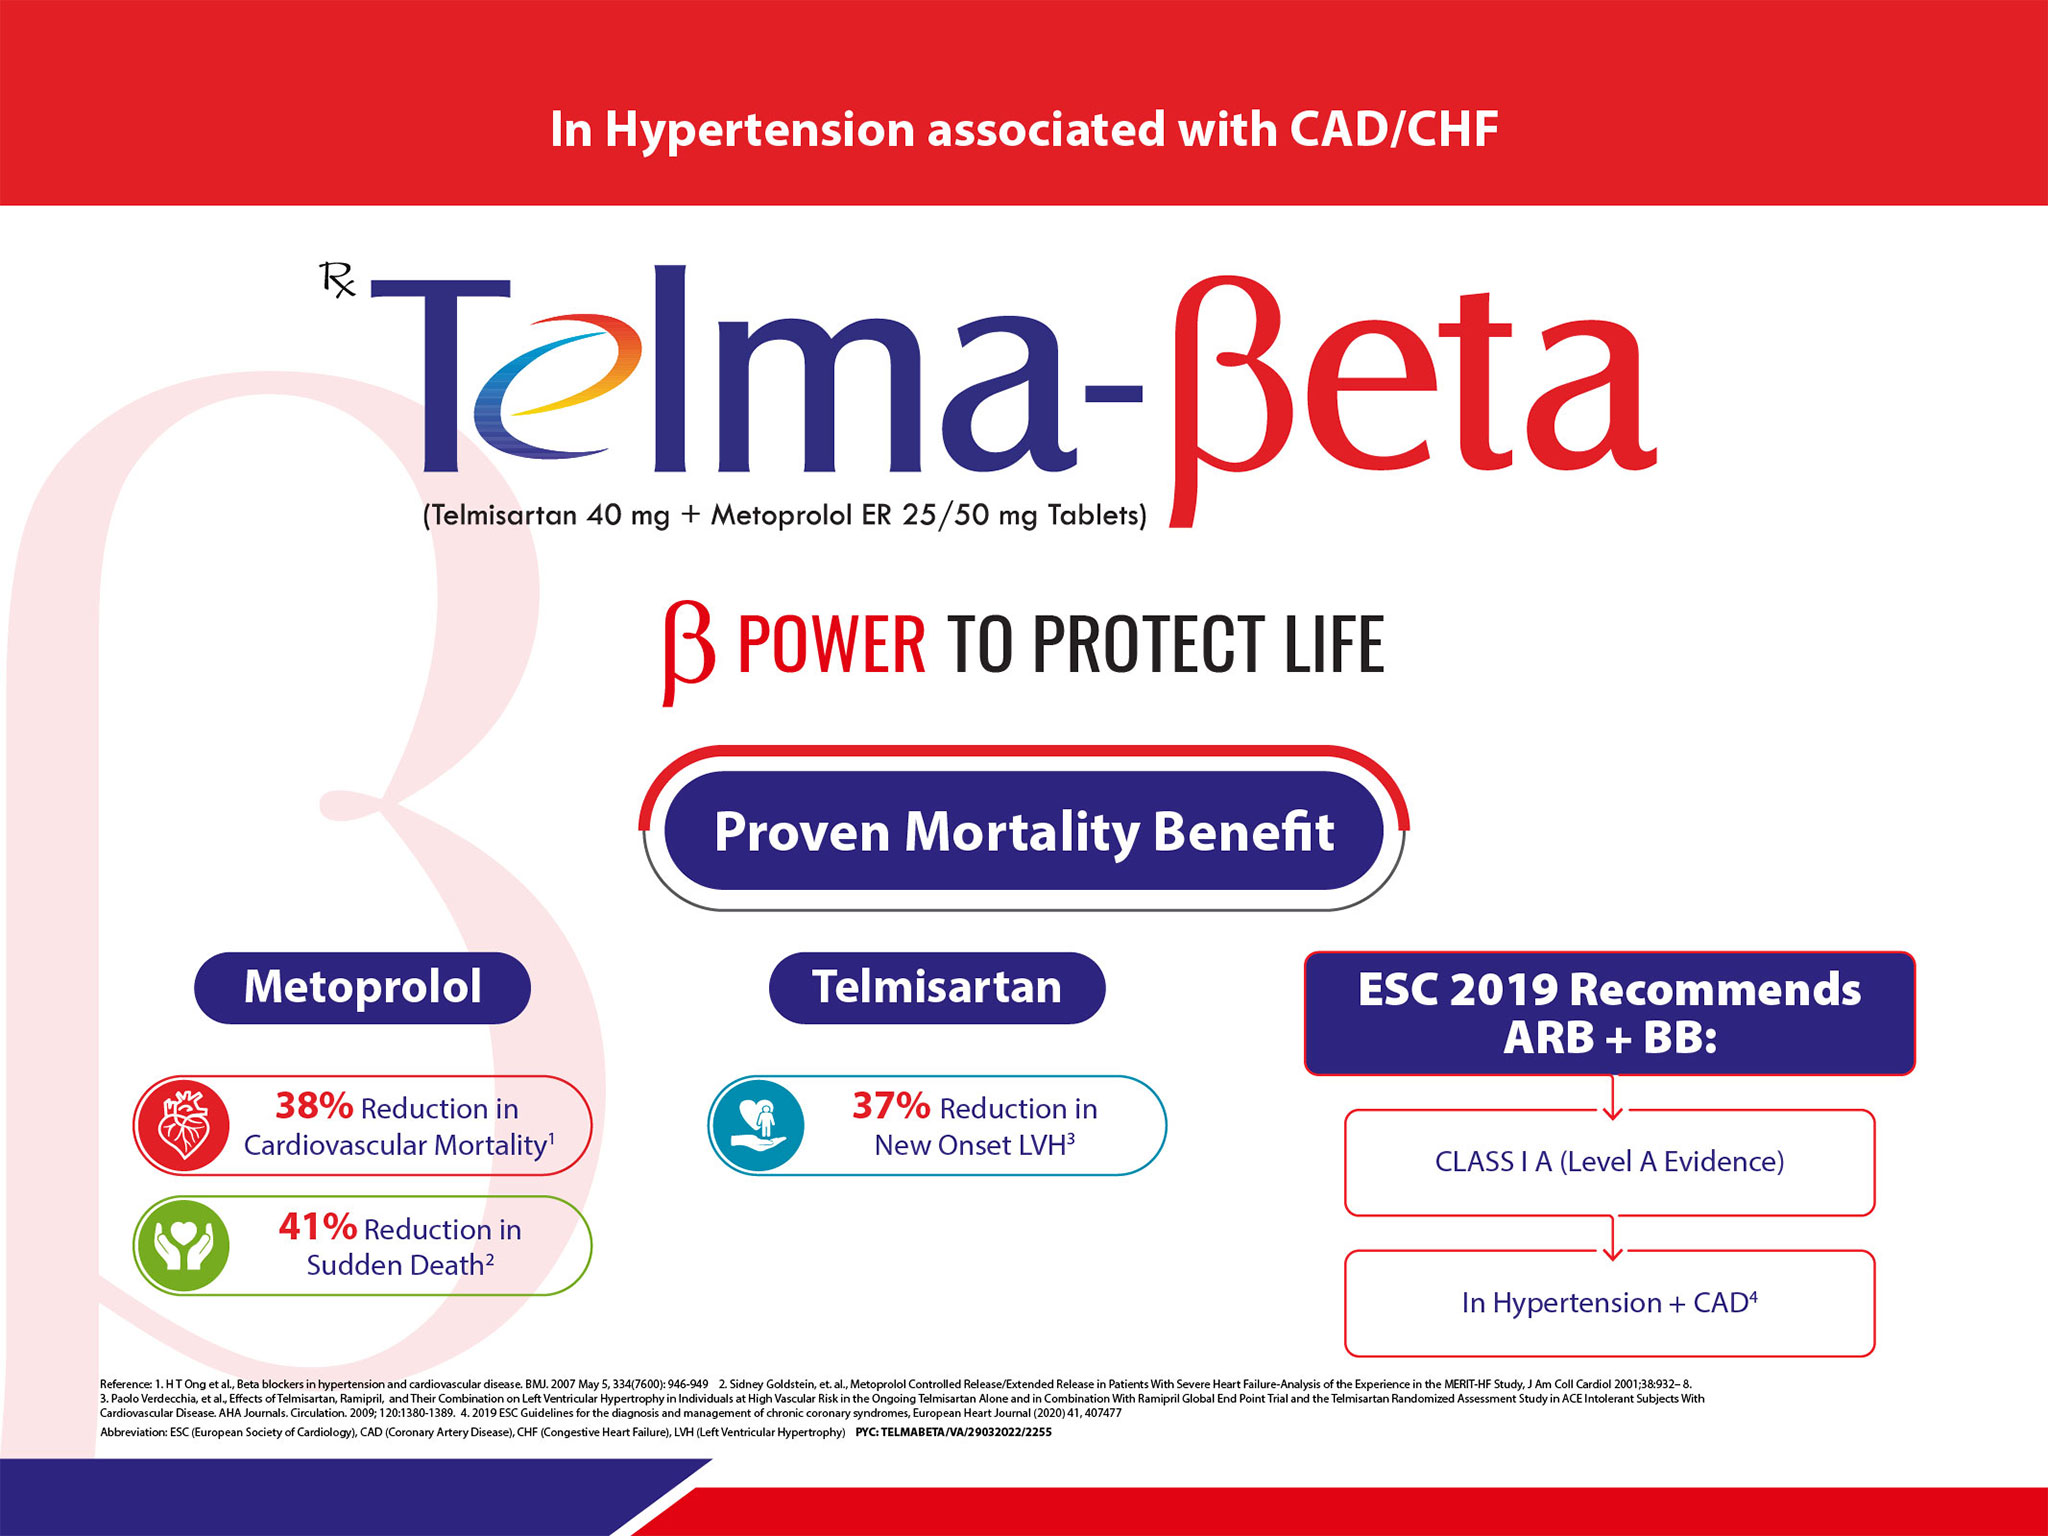 In Hypertension associated with CAD/CHF
Rx Telma-βeta
(Telmisartan 40 mg + Metoprolol ER 25/50 mg Tablets)
β POWER TO PROTECT LIFE
Proven Mortality Benefit
Metoprolol
38% Reduction in
Cardiovascular Mortality¹
41% Reduction in
Sudden Death²
Telmisartan
37% Reduction in
New Onset LVH³
ESC 2019 Recommends
ARB + BB:
CLASS I A (Level A Evidence)
In Hypertension + CAD⁴
Reference: 1. H T Ong et al., Beta blockers in hypertension and cardiovascular disease. BMJ. 2007 May 5, 334(7600): 946-949 2. Sidney Goldstein, et. al., Metoprolol Controlled Release/Extended Release in Patients With Severe Heart Failure-Analysis of the Experience in the MERIT-HF Study, J Am Coll Cardiol 2001;38:932– 8.
3. Paolo Verdecchia, et al., Effects of Telmisartan, Ramipril, and Their Combination on Left Ventricular Hypertrophy in Individuals at High Vascular Risk in the Ongoing Telmisartan Alone and in Combination With Ramipril Global End Point Trial and the Telmisartan Randomized Assessment Study in ACE Intolerant Subjects With
Cardiovascular Disease. AHA Journals. Circulation. 2009; 120:1380-1389. 4. 2019 ESC Guidelines for the diagnosis and management of chronic coronary syndromes, European Heart Journal (2020) 41, 407477
Abbreviation: ESC (European Society of Cardiology), CAD (Coronary Artery Disease), CHF (Congestive Heart Failure), LVH (Left Ventricular Hypertrophy) PYC: TELMABETA/VA/29032022/2255